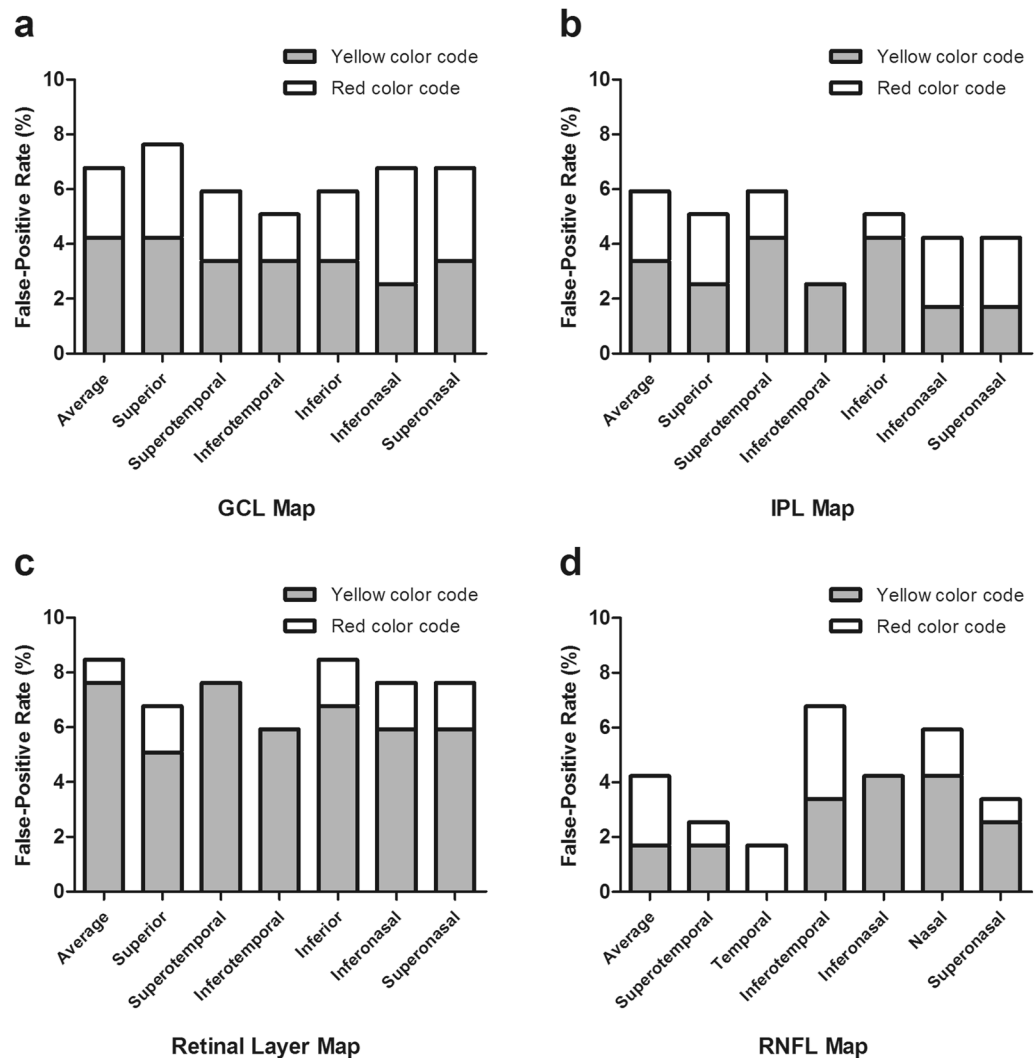 a
Yellow color code
Red color code
False-Positive Rate (%)
10
8
6
4
2
0
Average
Superior
Superotemporal
Inferotemporal
Inferior
Inferonasal
Superonasal
GCL Map
b
Yellow color code
Red color code
False-Positive Rate (%)
10
8
6
4
2
0
Average
Superior
Superotemporal
Inferotemporal
Inferior
Inferonasal
Superonasal
IPL Map
c
Yellow color code
Red color code
False-Positive Rate (%)
10
8
6
4
2
0
Average
Superior
Superotemporal
Inferotemporal
Inferior
Inferonasal
Superonasal
Retinal Layer Map
d
Yellow color code
Red color code
False-Positive Rate (%)
10
8
6
4
2
0
Average
Superotemporal
Temporal
Inferotemporal
Inferonasal
Nasal
Superonasal
RNFL Map